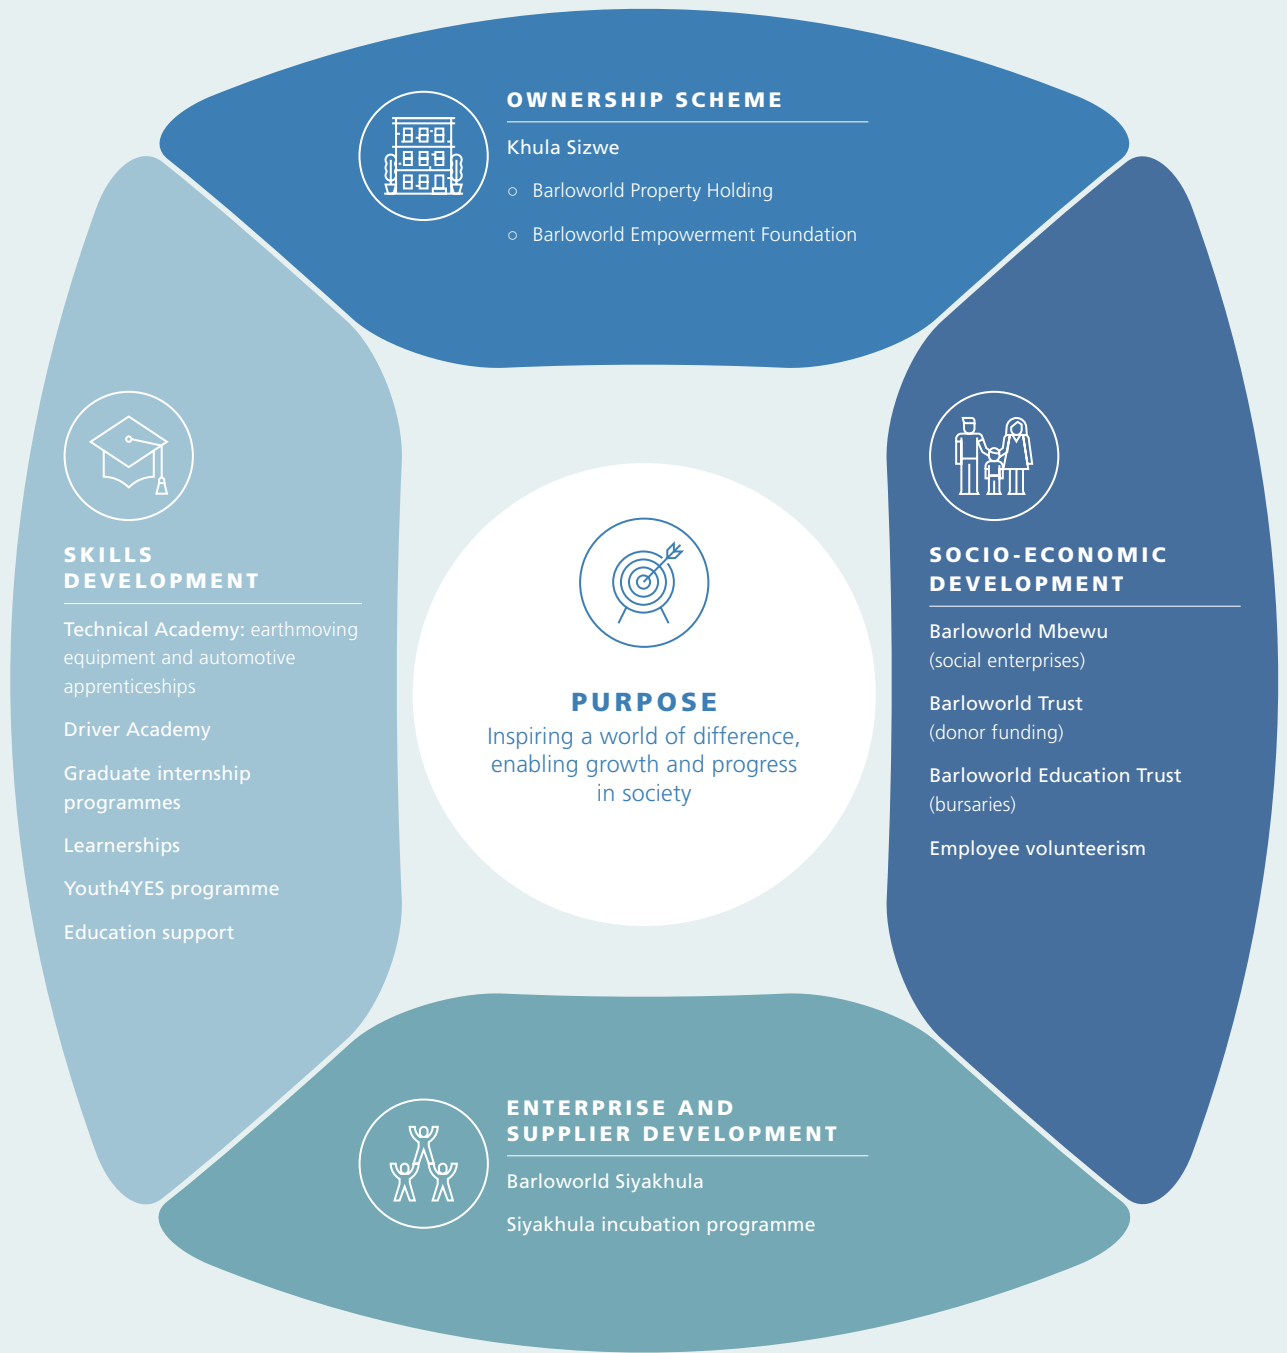 OWNERSHIP SCHEME
Khula Sizwe
○ Barloworld Property Holding
○ Barloworld Empowerment Foundation
SKILLS
DEVELOPMENT
Technical Academy: earthmoving
equipment and automotive
apprenticeships
Driver Academy
Graduate internship
programmes
Learnerships
Youth4YES programme
Education support
PURPOSE
Inspiring a world of difference,
enabling growth and progress
in society
SOCIO-ECONOMIC
DEVELOPMENT
Barloworld Mbewu
(social enterprises)
Barloworld Trust
(donor funding)
Barloworld Education Trust
(bursaries)
Employee volunteerism
ENTERPRISE AND
SUPPLIER DEVELOPMENT
Barloworld Siyakhula
Siyakhula incubation programme